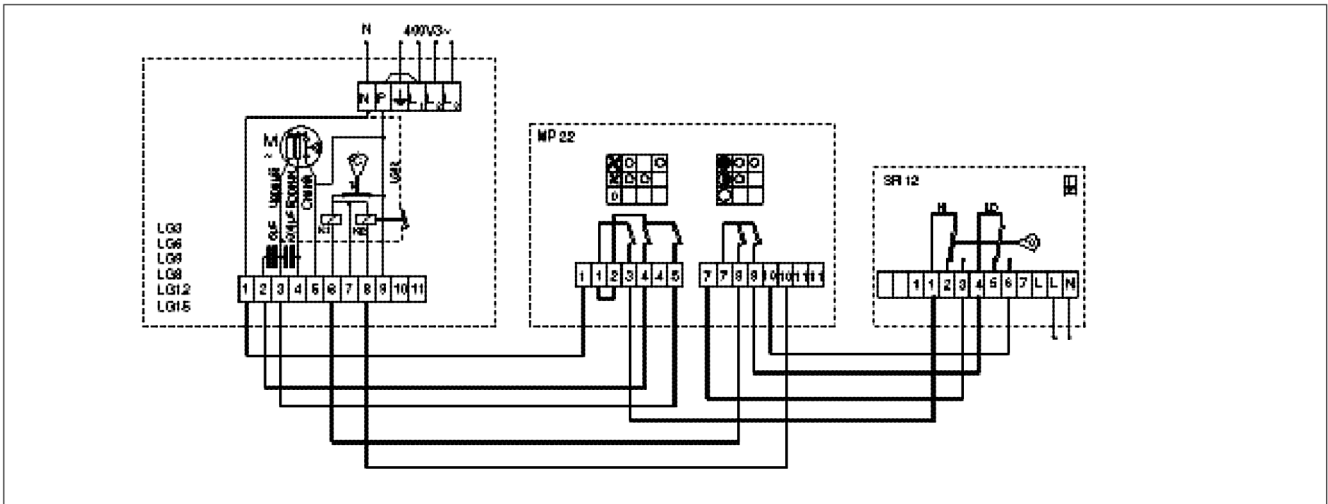 N 400V3~
N P L1 L2 L3
M
~
MP 22
SR 12
HI LO
LG3
LG6
LG9
LG8
LG12
LG15
6µF
1 2 3 4 5 6 7 8 9 10 11
1 1 2 3 4 4 5
7 7 8 9 10 10 11 11
1 1 2 3 4 5 6 7 L L N